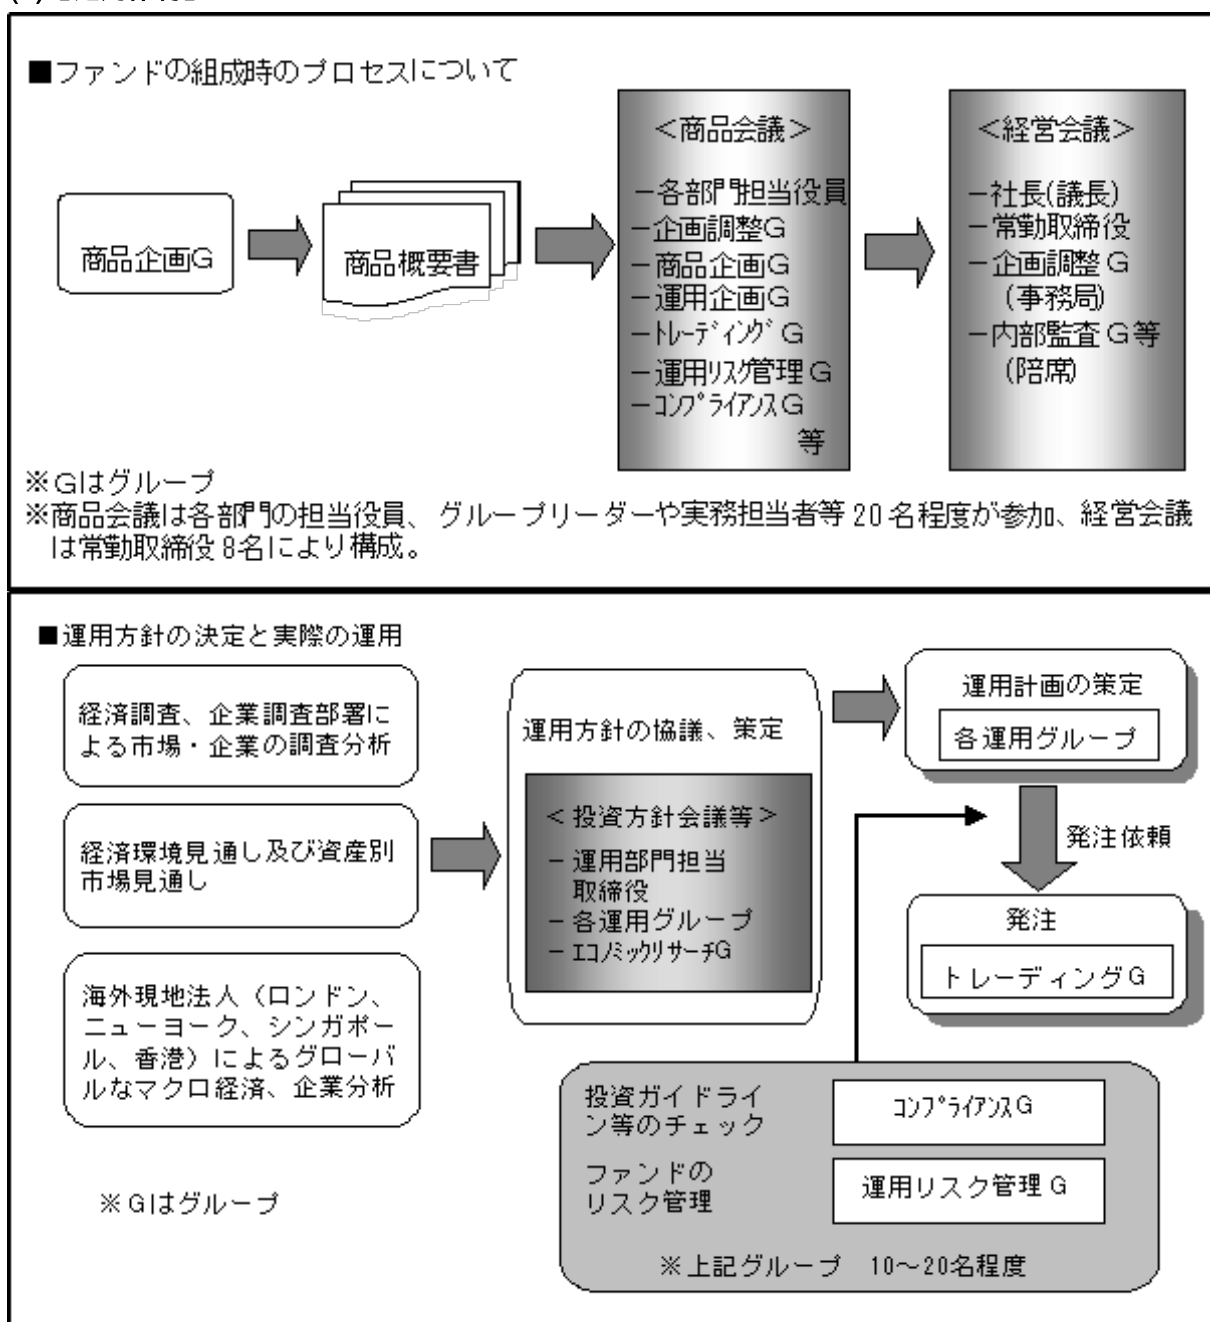 ■ファンドの組成時のプロセスについて
商品企画G
商品概要書
＜商品会議＞
－各部門担当役員
－企画調整G
－商品企画G
－運用企画G
－ﾄﾚｰﾃﾞｨﾝｸﾞG
－運用ﾘｽｸ管理G
－ｺﾝﾌﾟﾗｲｱﾝｽG
等
＜経営会議＞
－社長(議長)
－常勤取締役
－企画調整G
(事務局)
－内部監査G等
(陪席)
※Gはグループ
※商品会議は各部門の担当役員、グループリーダーや実務担当者等20名程度が参加、経営会議
は常勤取締役8名により構成。
■運用方針の決定と実際の運用
経済調査、企業調査部署に
よる市場・企業の調査分析
経済環境見通し及び資産別
市場見通し
海外現地法人（ロンドン、
ニューヨーク、シンガポー
ル、香港）によるグローバ
ルなマクロ経済、企業分析
※Gはグループ
運用方針の協議、策定
＜投資方針会議等＞
－運用部門担当
取締役
－各運用グループ
－ｴｺﾉﾐｯｸﾘｻｰﾁG
運用計画の策定
各運用グループ
発注依頼
発注
トレーディングG
投資ガイドライ
ン等のチェック
ｺﾝﾌﾟﾗｲｱﾝｽG
ファンドの
リスク管理
運用リスク管理G
※上記グループ　10～20名程度